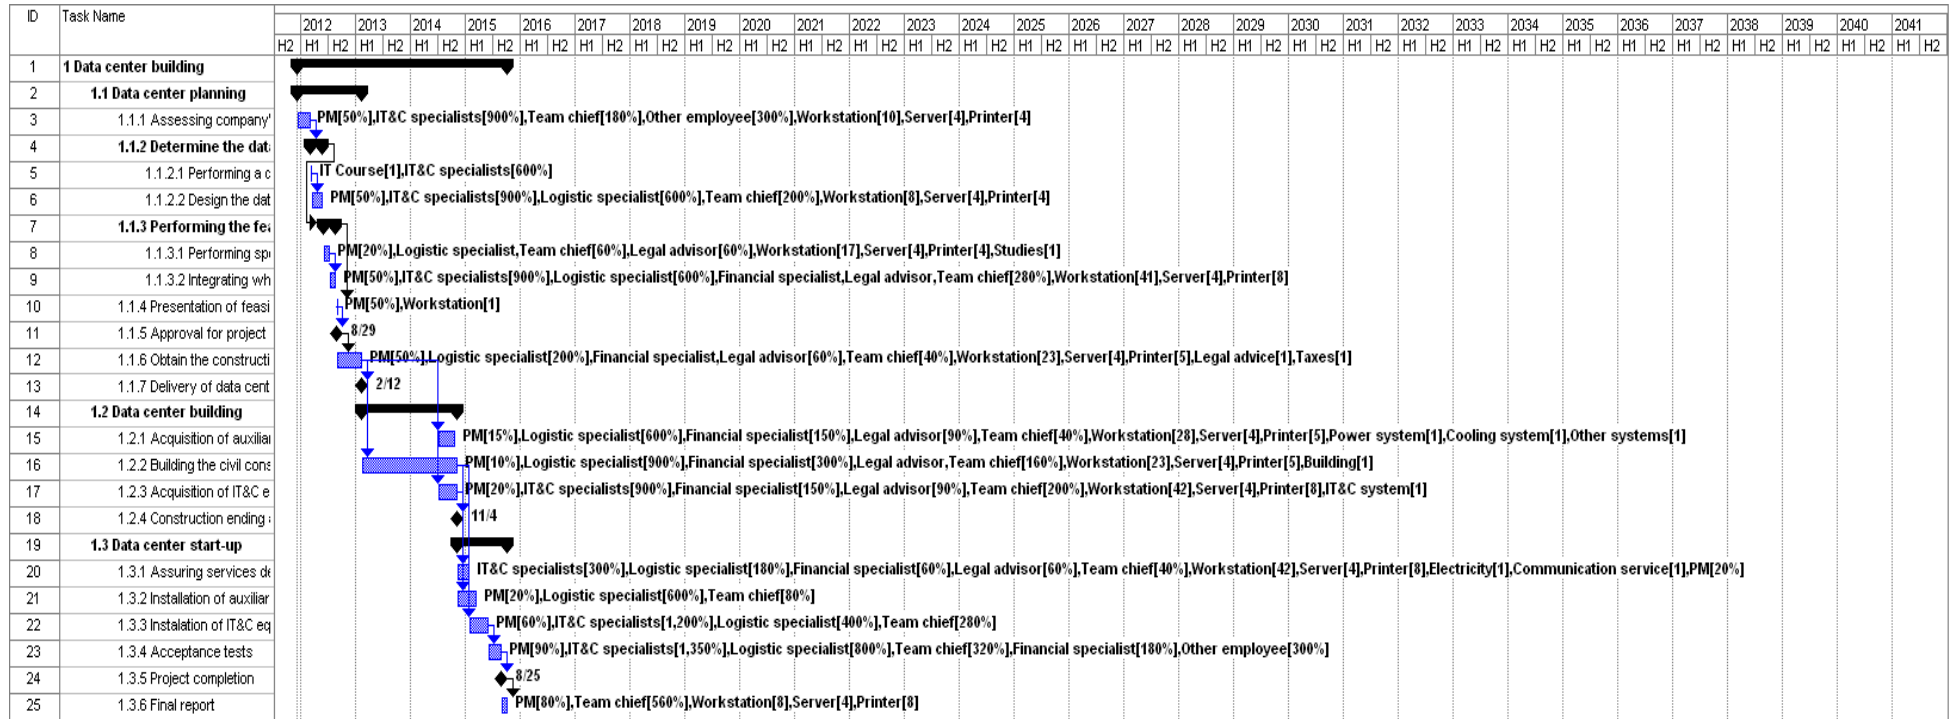 ID Task Name
2012 2013 2014 2015 2016 2017 2018 2019 2020 2021 2022 2023 2024 2025 2026 2027 2028 2029 2030 2031 2032 2033 2034 2035 2036 2037 2038 2039 2040 2041
H2 H1 H2 H1 H2 H1 H2 H1 H2 H1 H2 H1 H2 H1 H2 H1 H2 H1 H2 H1 H2 H1 H2 H1 H2 H1 H2 H1 H2 H1 H2 H1 H2 H1 H2 H1 H2 H1 H2 H1 H2 H1 H2 H1 H2 H1 H2 H1 H2 H1 H2 H1 H2 H1 H2 H1 H2 H1 H2 H1 H2
1 1 Data center building
2 1.1 Data center planning
3 1.1.1 Assessing company' PM[50%],IT&C specialists[900%],Team chief[180%],Other employee[300%],Workstation[10],Server[4],Printer[4]
4 1.1.2 Determine the data
5 1.1.2.1 Performing a c IT Course[1],IT&C specialists[600%]
6 1.1.2.2 Design the dat PM[50%],IT&C specialists[900%],Logistic specialist[600%],Team chief[200%],Workstation[8],Server[4],Printer[4]
7 1.1.3 Performing the fea
8 1.1.3.1 Performing spe PM[20%],Logistic specialist,Team chief[60%],Legal advisor[60%],Workstation[17],Server[4],Printer[4],Studies[1]
9 1.1.3.2 Integrating wh PM[50%],IT&C specialists[900%],Logistic specialist[600%],Financial specialist,Legal advisor,Team chief[280%],Workstation[41],Server[4],Printer[8]
10 1.1.4 Presentation of feasi PM[50%],Workstation[1]
11 1.1.5 Approval for project 8/29
12 1.1.6 Obtain the constructi PM[50%],Logistic specialist[200%],Financial specialist,Legal advisor[60%],Team chief[40%],Workstation[23],Server[4],Printer[5],Legal advice[1],Taxes[1]
13 1.1.7 Delivery of data cent 2/12
14 1.2 Data center building
15 1.2.1 Acquisition of auxiliar PM[15%],Logistic specialist[600%],Financial specialist[150%],Legal advisor[90%],Team chief[40%],Workstation[28],Server[4],Printer[5],Power system[1],Cooling system[1],Other systems[1]
16 1.2.2 Building the civil cons PM[10%],Logistic specialist[900%],Financial specialist[300%],Legal advisor,Team chief[160%],Workstation[23],Server[4],Printer[5],Building[1]
17 1.2.3 Acquisition of IT&C e PM[20%],IT&C specialists[900%],Financial specialist[150%],Legal advisor[90%],Team chief[200%],Workstation[42],Server[4],Printer[8],IT&C system[1]
18 1.2.4 Construction ending 11/4
19 1.3 Data center start-up
20 1.3.1 Assuring services de IT&C specialists[300%],Logistic specialist[180%],Financial specialist[60%],Legal advisor[60%],Team chief[40%],Workstation[42],Server[4],Printer[8],Electricity[1],Communication service[1],PM[20%]
21 1.3.2 Installation of auxiliar PM[20%],Logistic specialist[600%],Team chief[80%]
22 1.3.3 Instalation of IT&C eq PM[60%],IT&C specialists[1,200%],Logistic specialist[400%],Team chief[280%]
23 1.3.4 Acceptance tests PM[90%],IT&C specialists[1,350%],Logistic specialist[800%],Team chief[320%],Financial specialist[180%],Other employee[300%]
24 1.3.5 Project completion 8/25
25 1.3.6 Final report PM[80%],Team chief[560%],Workstation[8],Server[4],Printer[8]